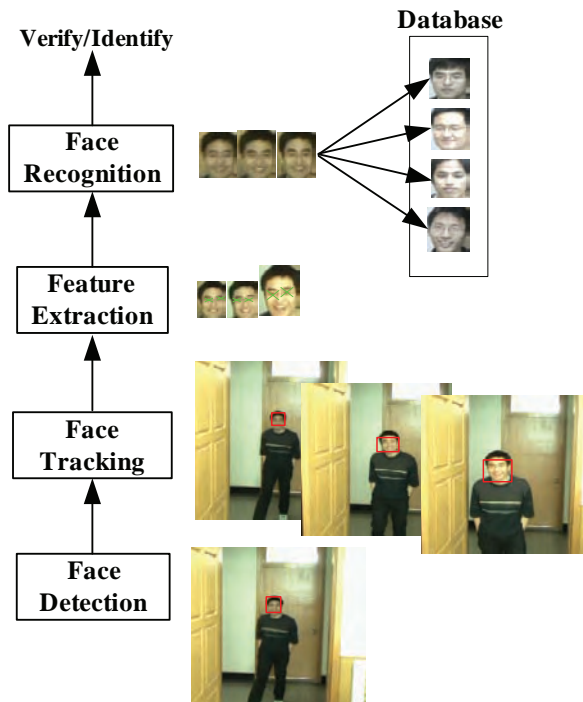 Database
Verify/Identify
Face
Recognition
Feature
Extraction
Face
Tracking
Face
Detection